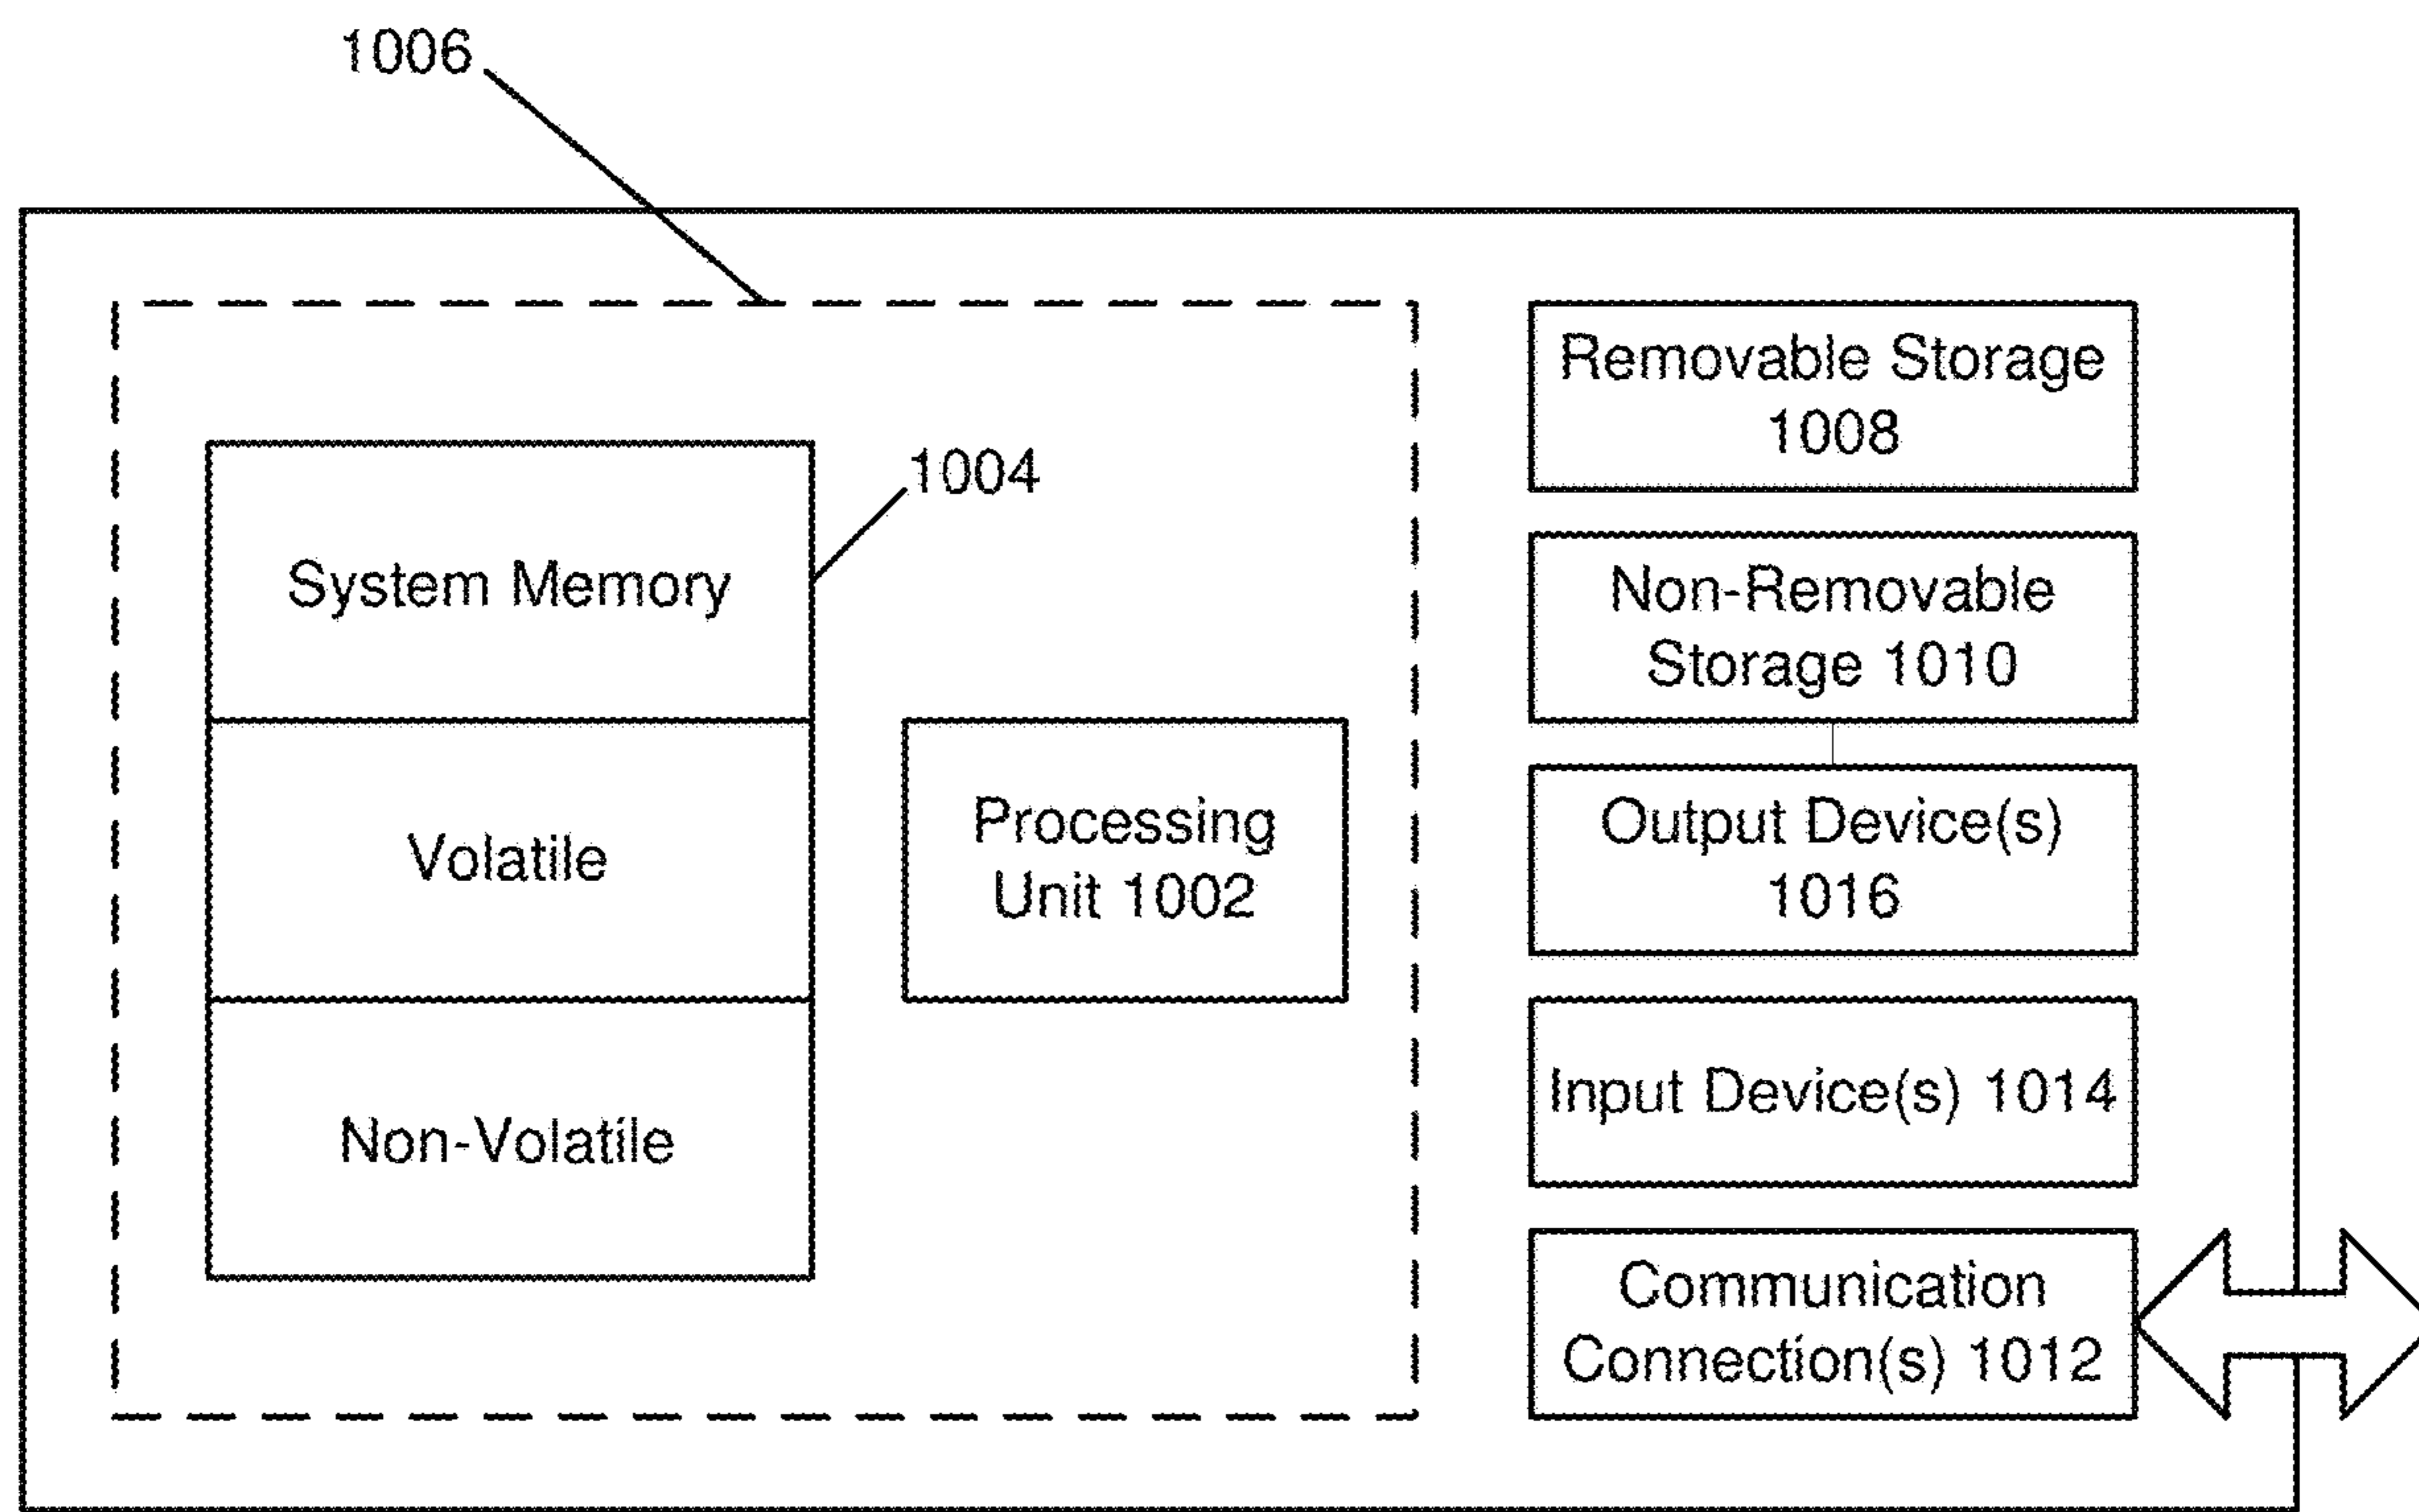 1006
1004
System Memory
Volatile
Non-Volatile
Processing
Unit 1002
Removable Storage
1008
Non-Removable
Storage 1010
Output Device(s)
1016
Input Device(s) 1014
Communication
Connection(s) 1012